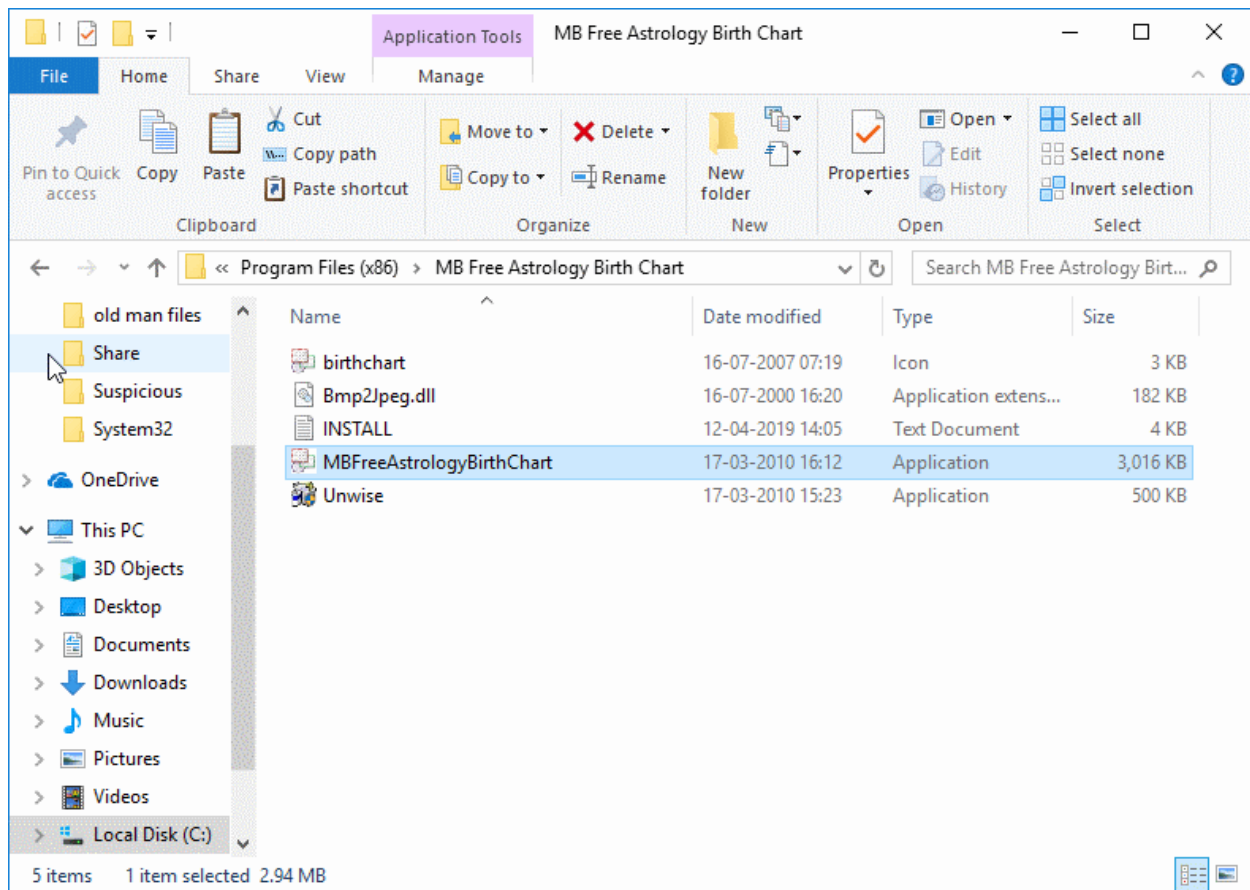 Application Tools MB Free Astrology Birth Chart
File Home Share View Manage
Pin to Quick access
Copy
Paste
Cut
Copy path
Paste shortcut
Clipboard
Move to
Copy to
Delete
Rename
Organize
New folder
New
Properties
Open
Edit
History
Open
Select all
Select none
Invert selection
Select
« Program Files (x86) > MB Free Astrology Birth Chart
Search MB Free Astrology Birt...
old man files
Share
Suspicious
System32
OneDrive
This PC
3D Objects
Desktop
Documents
Downloads
Music
Pictures
Videos
Local Disk (C:)
Name Date modified Type Size
birthchart 16-07-2007 07:19 Icon 3 KB
Bmp2Jpeg.dll 16-07-2000 16:20 Application extens... 182 KB
INSTALL 12-04-2019 14:05 Text Document 4 KB
MBFreeAstrologyBirthChart 17-03-2010 16:12 Application 3,016 KB
Unwise 17-03-2010 15:23 Application 500 KB
5 items 1 item selected 2.94 MB